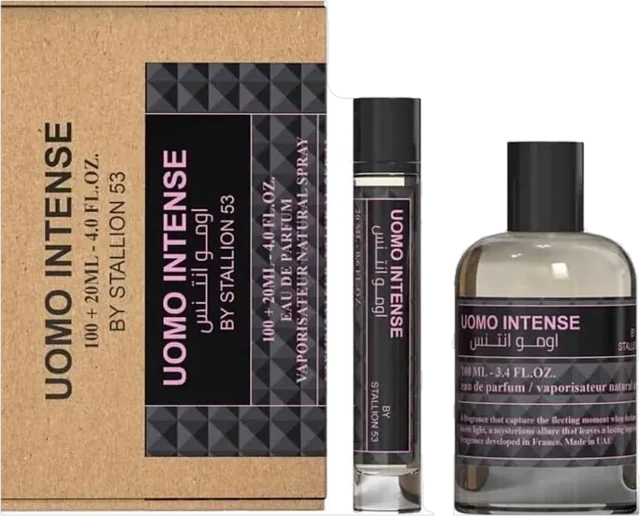 UOMO INTENSE
100 + 20ML - 4.0 FL.OZ.
BY STALLION 53
UOMO INTENSE
اومو انتنس
BY STALLION 53
100 + 20ML - 4.0 FL.OZ.
EAU DE PARFUM
VAPORISATEUR NATURAL SPRAY
UOMO INTENSE
اومو انتنس
BY
STALLION 53
UOMO INTENSE
اومو انتنس
100 ML - 3.4 FL.OZ.
eau de parfum / vaporisateur natural
A fragrance that capture the fleeting moment when
light, a mysterious allure that leaves a lasting
Fragrance developed in France. Made in UAE